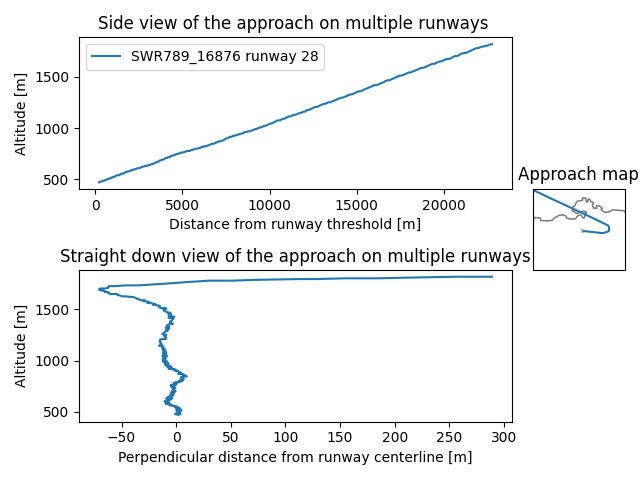 Side view of the approach on multiple runways
SWR789_16876 runway 28
Altitude [m]
1500
1000
500
0
5000
10000
15000
20000
Distance from runway threshold [m]
Approach map
Straight down view of the approach on multiple runways
Altitude [m]
1500
1000
500
−50
0
50
100
150
200
250
300
Perpendicular distance from runway centerline [m]